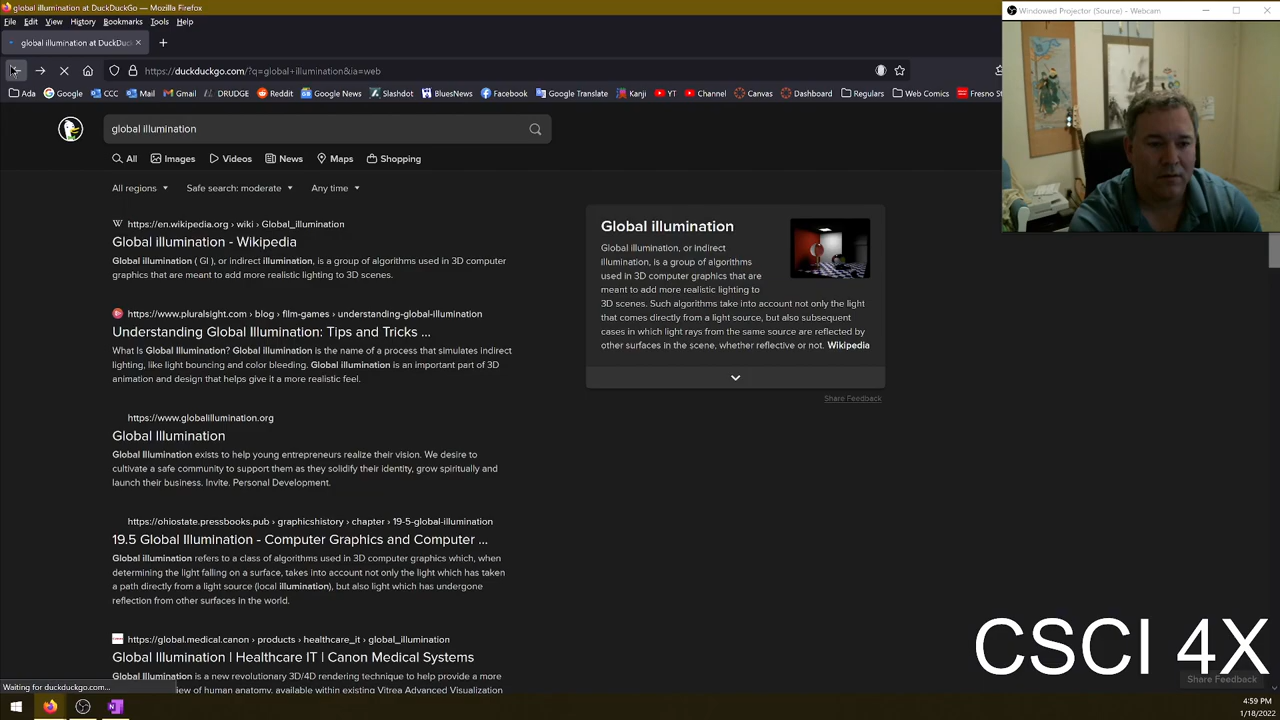 global illumination at DuckDuckGo — Mozilla Firefox
File Edit View History Bookmarks Tools Help
global illumination at DuckDuc
https://duckduckgo.com/?q=global+illumination&ia=web
Ada Google CCC Mail Gmail DRUDGE Reddit Google News Slashdot BluesNews Facebook Google Translate Kanji YT Channel Canvas Dashboard Regulars Web Comics Fresno St
Windowed Projector (Source) - Webcam
global illumination
All Images Videos News Maps Shopping
All regions Safe search: moderate Any time
https://en.wikipedia.org › wiki › Global_illumination
Global illumination - Wikipedia
Global illumination ( GI ), or indirect illumination, is a group of algorithms used in 3D computer
graphics that are meant to add more realistic lighting to 3D scenes.
https://www.pluralsight.com › blog › film-games › understanding-global-illumination
Understanding Global Illumination: Tips and Tricks ...
What Is Global Illumination? Global illumination is the name of a process that simulates indirect
lighting, like light bouncing and color bleeding. Global illumination is an important part of 3D
animation and design that helps give it a more realistic feel.
https://www.globalillumination.org
Global Illumination
Global Illumination exists to help young entrepreneurs realize their vision. We desire to
cultivate a safe community to support them as they solidify their identity, grow spiritually and
launch their business. Invite. Personal Development.
https://ohiostate.pressbooks.pub › graphicshistory › chapter › 19-5-global-illumination
19.5 Global Illumination - Computer Graphics and Computer ...
Global illumination refers to a class of algorithms used in 3D computer graphics which, when
determining the light falling on a surface, takes into account not only the light which has taken
a path directly from a light source (local illumination), but also light which has undergone
reflection from other surfaces in the world.
https://global.medical.canon › products › healthcare_it › global_illumination
Global Illumination | Healthcare IT | Canon Medical Systems
Global Illumination is a new revolutionary 3D/4D rendering technique to help provide a more
view of human anatomy, available within existing Vitrea Advanced Visualization
Global illumination
Global illumination, or indirect
illumination, is a group of algorithms
used in 3D computer graphics that are
meant to add more realistic lighting to
3D scenes. Such algorithms take into account not only the light
that comes directly from a light source, but also subsequent
cases in which light rays from the same source are reflected by
other surfaces in the scene, whether reflective or not. Wikipedia
Share Feedback
CSCI 4X
Share Feedback
Waiting for duckduckgo.com...
4:59 PM
1/18/2022